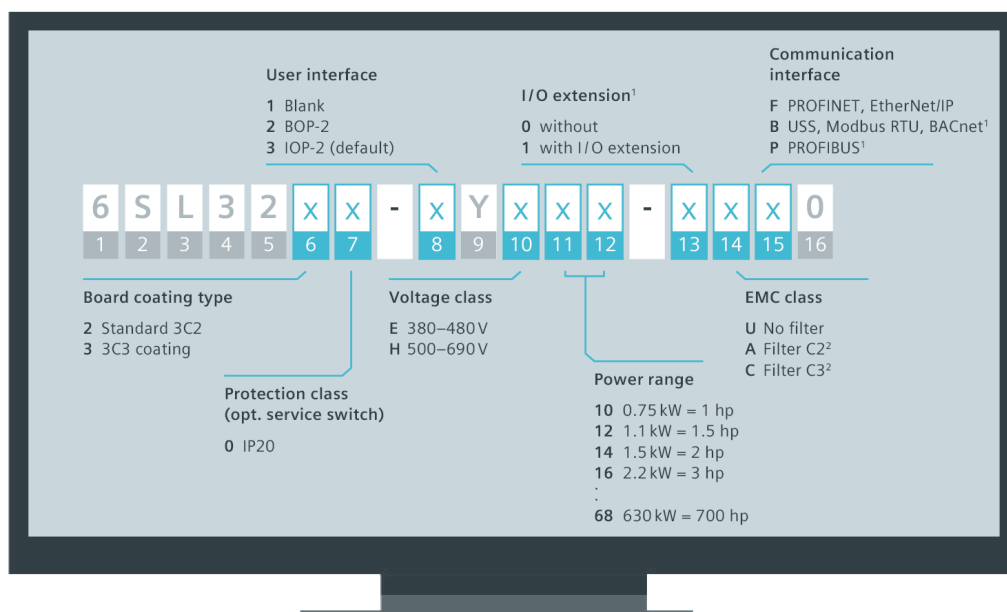 User interface
1 Blank
2 BOP-2
3 IOP-2 (default)
I/O extension¹
0 without
1 with I/O extension
Communication
interface
F PROFINET, EtherNet/IP
B USS, Modbus RTU, BACnet¹
P PROFIBUS¹
6 S L 3 2 x x - x Y x x x - x x x 0
1 2 3 4 5 6 7 8 9 10 11 12 13 14 15 16
Board coating type
2 Standard 3C2
3 3C3 coating
Protection class
(opt. service switch)
0 IP20
Voltage class
E 380–480 V
H 500–690 V
Power range
10 0.75 kW = 1 hp
12 1.1 kW = 1.5 hp
14 1.5 kW = 2 hp
16 2.2 kW = 3 hp
:
68 630 kW = 700 hp
EMC class
U No filter
A Filter C2²
C Filter C3²